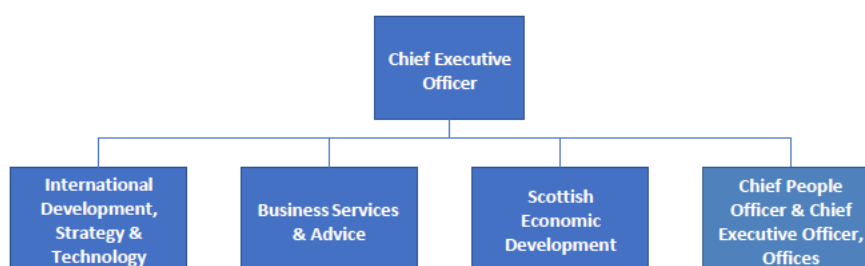 Chief Executive
Officer
International
Development,
Strategy &
Technology
Business Services
& Advice
Scottish
Economic
Development
Chief People
Officer & Chief
Executive Officer,
Offices